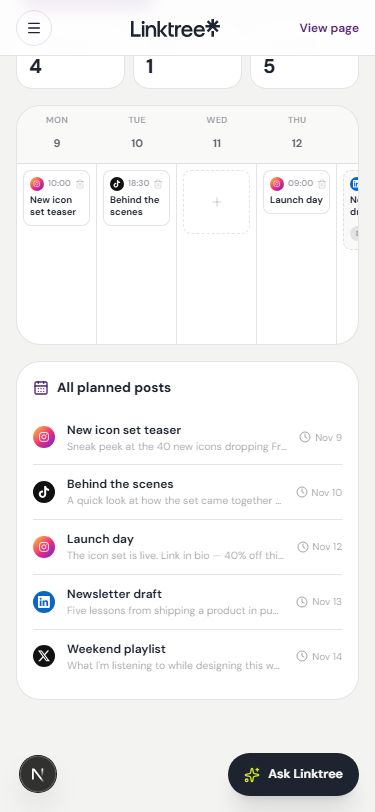 Linktree
View page
4
1
5
MON
TUE
WED
THU
9
10
11
12
10:00
18:30
09:00
New icon
set teaser
Behind the
scenes
+
Launch day
All planned posts
New icon set teaser
Sneak peek at the 40 new icons dropping Fr...
Nov 9
Behind the scenes
A quick look at how the set came together ...
Nov 10
Launch day
The icon set is live. Link in bio — 40% off thi...
Nov 12
Newsletter draft
Five lessons from shipping a product in pu...
Nov 13
Weekend playlist
What I'm listening to while designing this w...
Nov 14
N
Ask Linktree